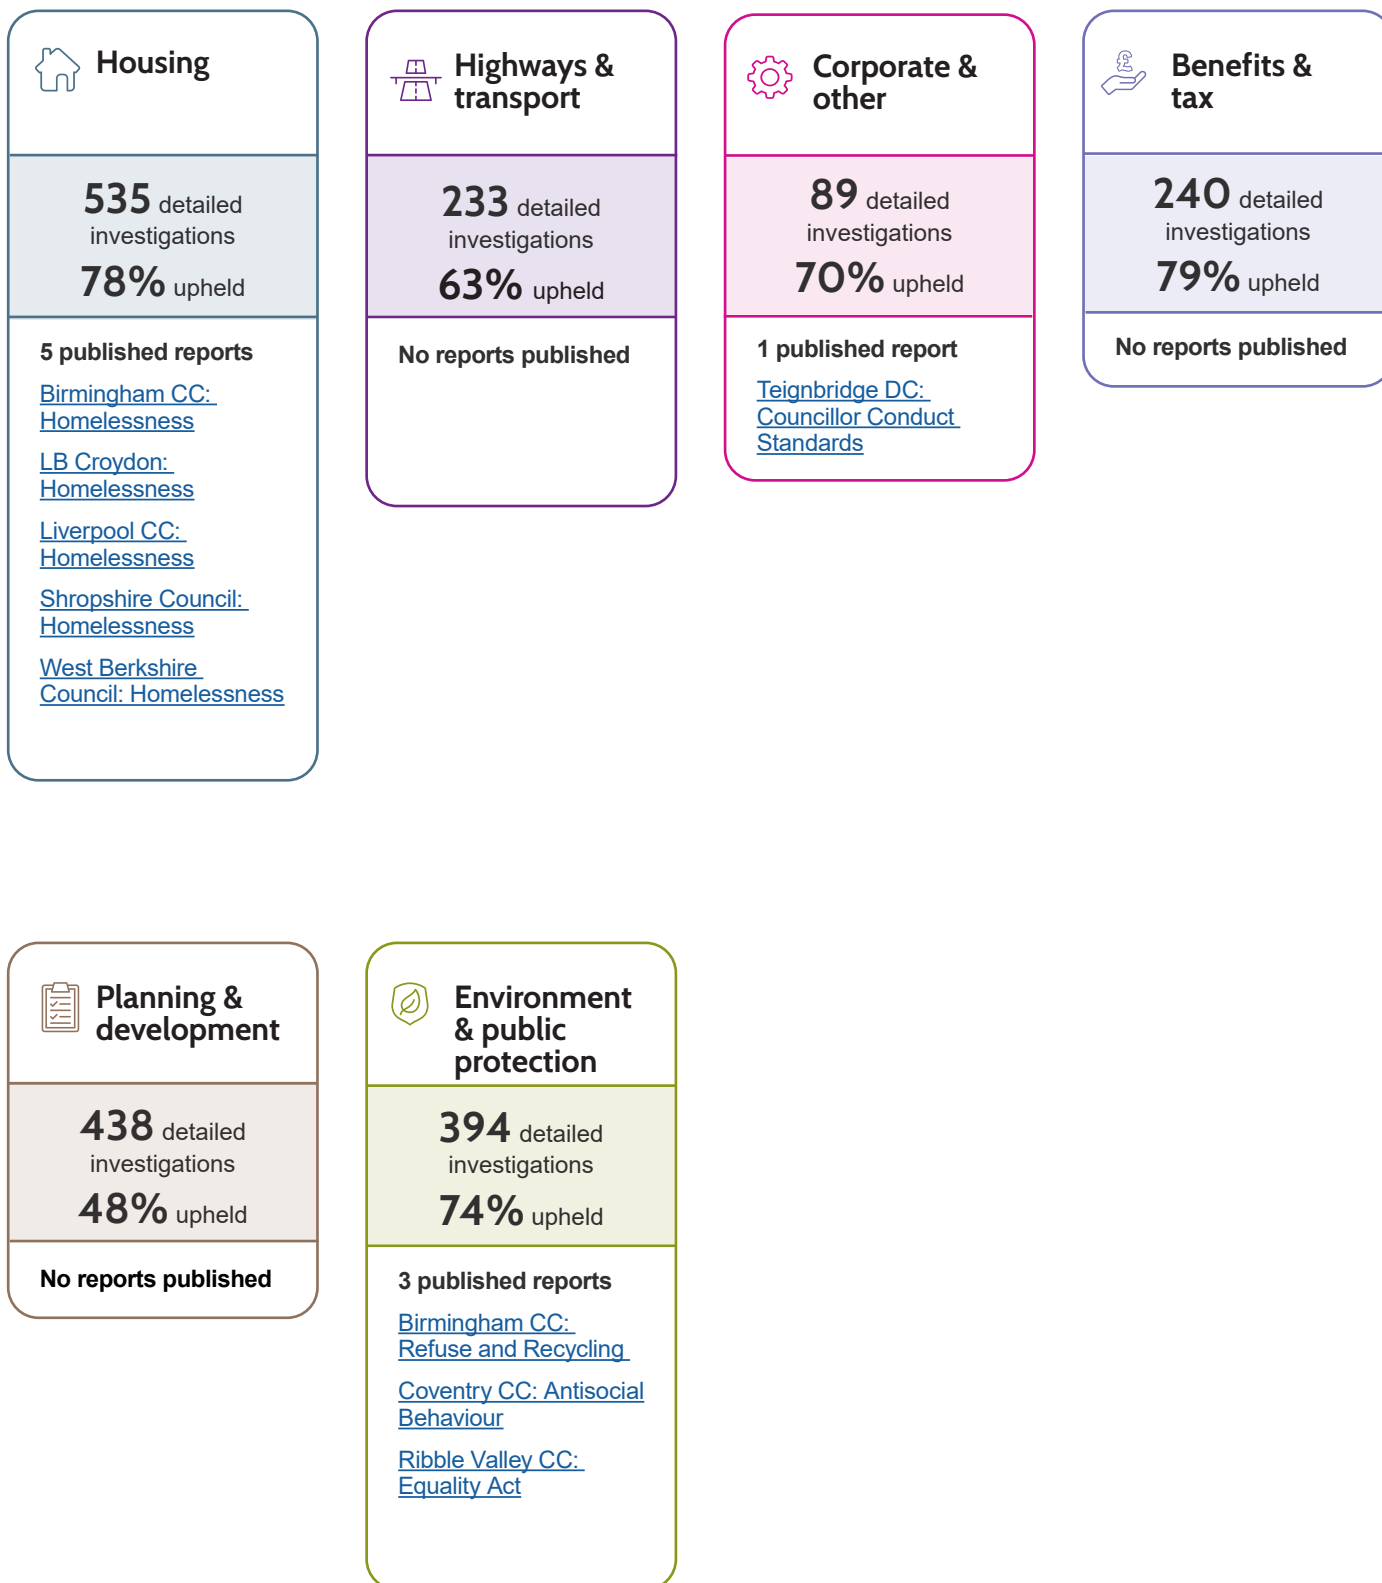 Housing
535 detailed
investigations
78% upheld
5 published reports
Birmingham CC:
Homelessness
LB Croydon:
Homelessness
Liverpool CC:
Homelessness
Shropshire Council:
Homelessness
West Berkshire
Council: Homelessness
Highways &
transport
233 detailed
investigations
63% upheld
No reports published
Corporate &
other
89 detailed
investigations
70% upheld
1 published report
Teignbridge DC:
Councillor Conduct
Standards
Benefits &
tax
£
240 detailed
investigations
79% upheld
No reports published
Planning &
development
438 detailed
investigations
48% upheld
No reports published
Environment
& public
protection
394 detailed
investigations
74% upheld
3 published reports
Birmingham CC:
Refuse and Recycling
Coventry CC: Antisocial
Behaviour
Ribble Valley CC:
Equality Act